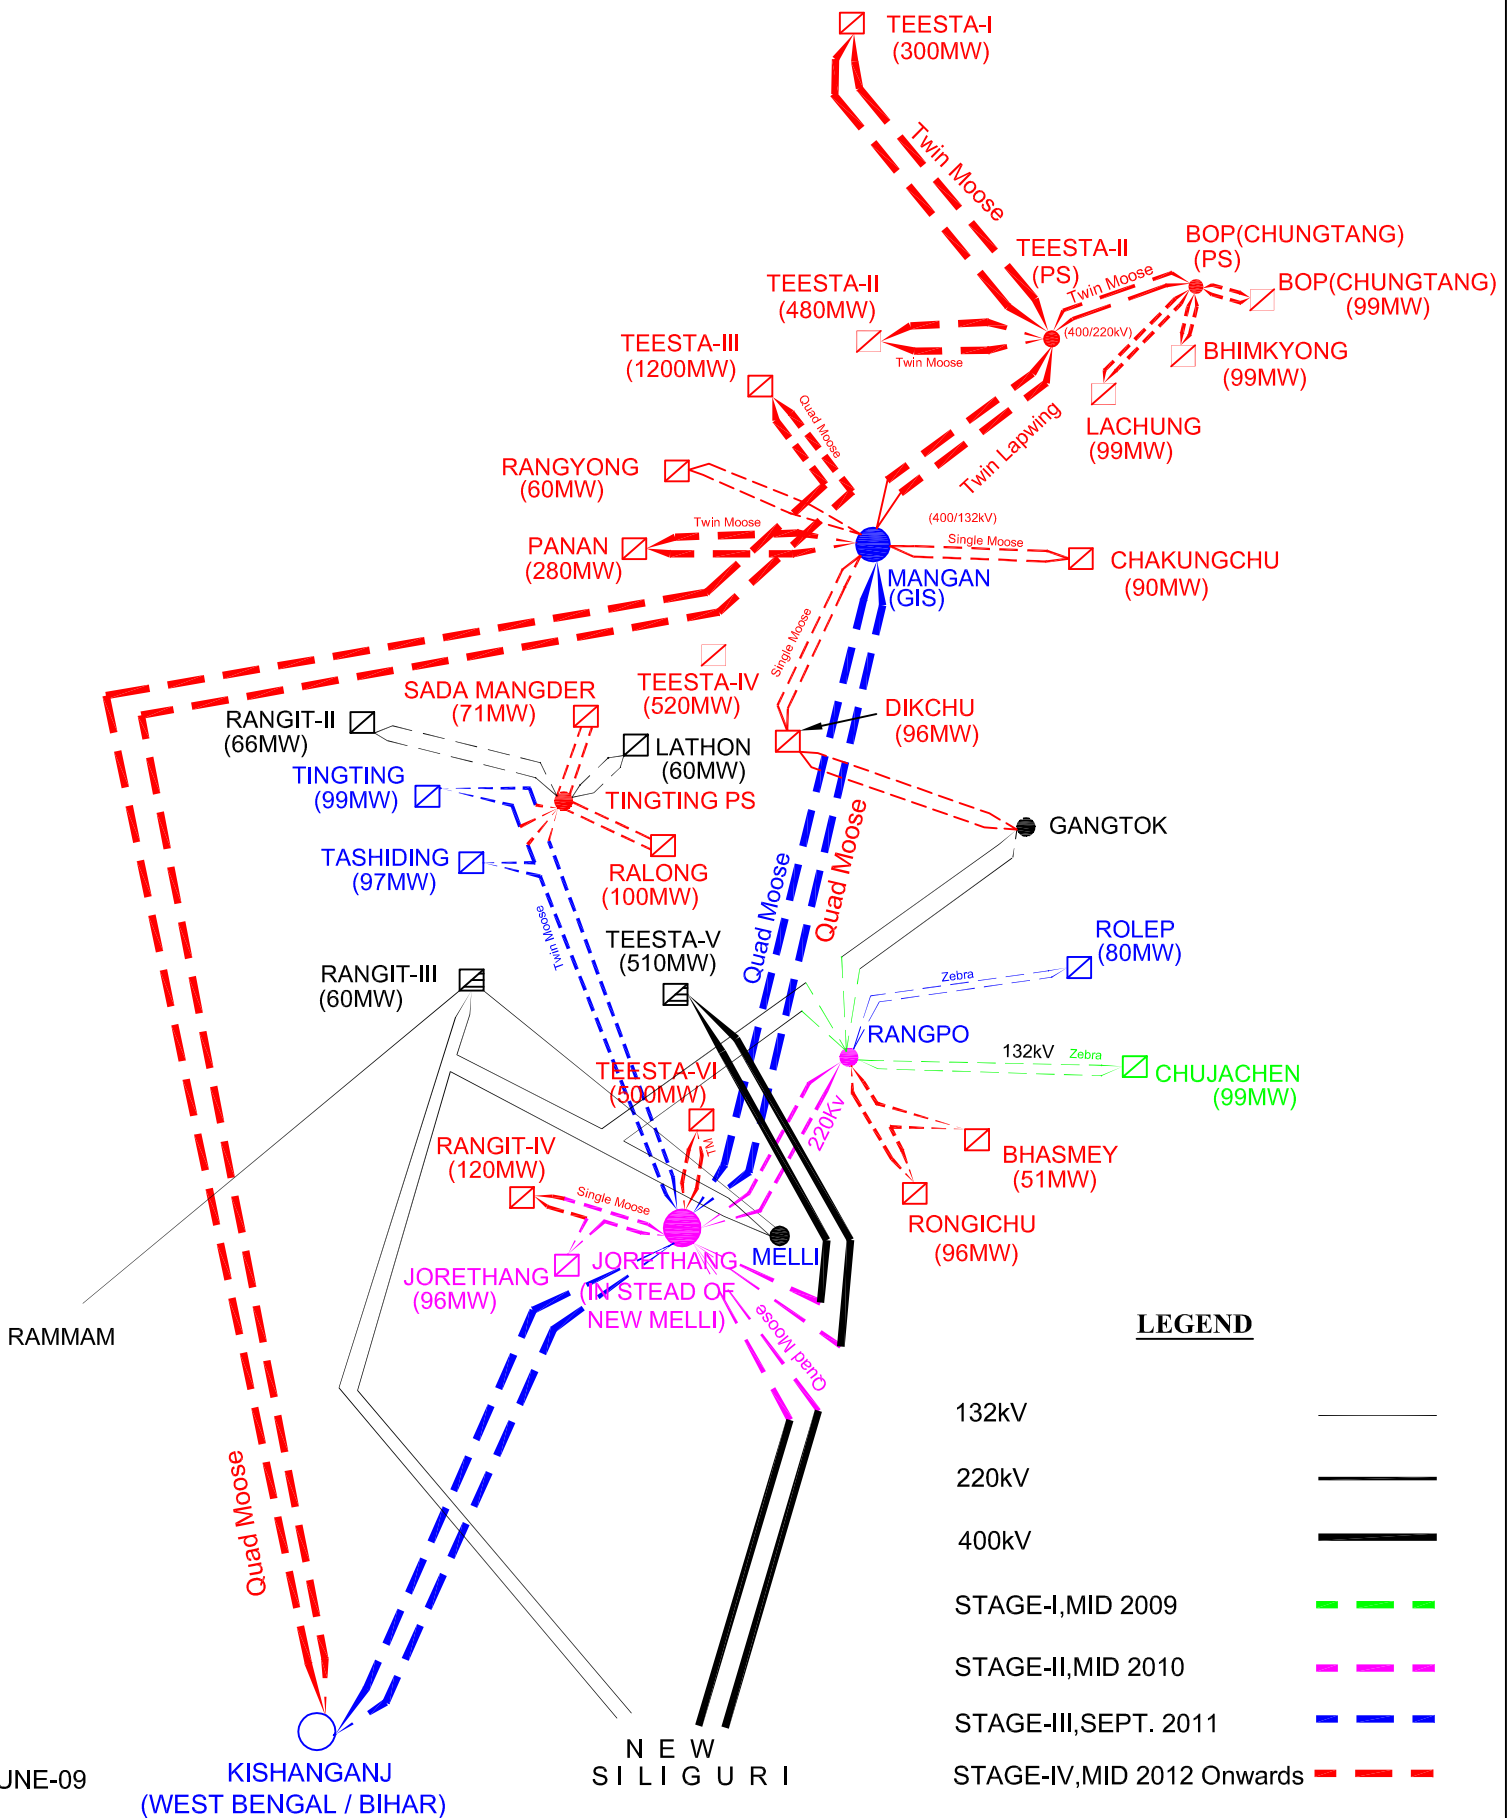 TEESTA-I
(300MW)
Twin Moose
TEESTA-II
(PS)
BOP(CHUNGTANG)
(PS)
Twin Moose
BOP(CHUNGTANG)
(99MW)
TEESTA-II
(480MW)
(400/220kV)
Twin Moose
BHIMKYONG
(99MW)
TEESTA-III
(1200MW)
Quad Moose
LACHUNG
(99MW)
Twin Lapwing
RANGYONG
(60MW)
Twin Moose
(400/132kV)
Single Moose
PANAN
(280MW)
CHAKUNGCHU
(90MW)
MANGAN
(GIS)
Single Moose
TEESTA-IV
(520MW)
SADA MANGDER
(71MW)
RANGIT-II
(66MW)
DIKCHU
(96MW)
LATHON
(60MW)
TINGTING
(99MW)
TINGTING PS
GANGTOK
TASHIDING
(97MW)
RALONG
(100MW)
Quad Moose
Quad Moose
Twin Moose
TEESTA-V
(510MW)
ROLEP
(80MW)
RANGIT-III
(60MW)
Zebra
RANGPO
132kV
Zebra
CHUJACHEN
(99MW)
TEESTA-VI
(500MW)
220Kv
TM
RANGIT-IV
(120MW)
BHASMEY
(51MW)
Single Moose
RONGICHU
(96MW)
JORETHANG
(96MW)
JORETHANG
(IN STEAD OF
NEW MELLI)
MELLI
Quad Moose
RAMMAM
LEGEND
132kV
220kV
400kV
STAGE-I,MID 2009
STAGE-II,MID 2010
STAGE-III,SEPT. 2011
STAGE-IV,MID 2012 Onwards
Quad Moose
NEW
SILIGURI
KISHANGANJ
(WEST BENGAL / BIHAR)
UNE-09